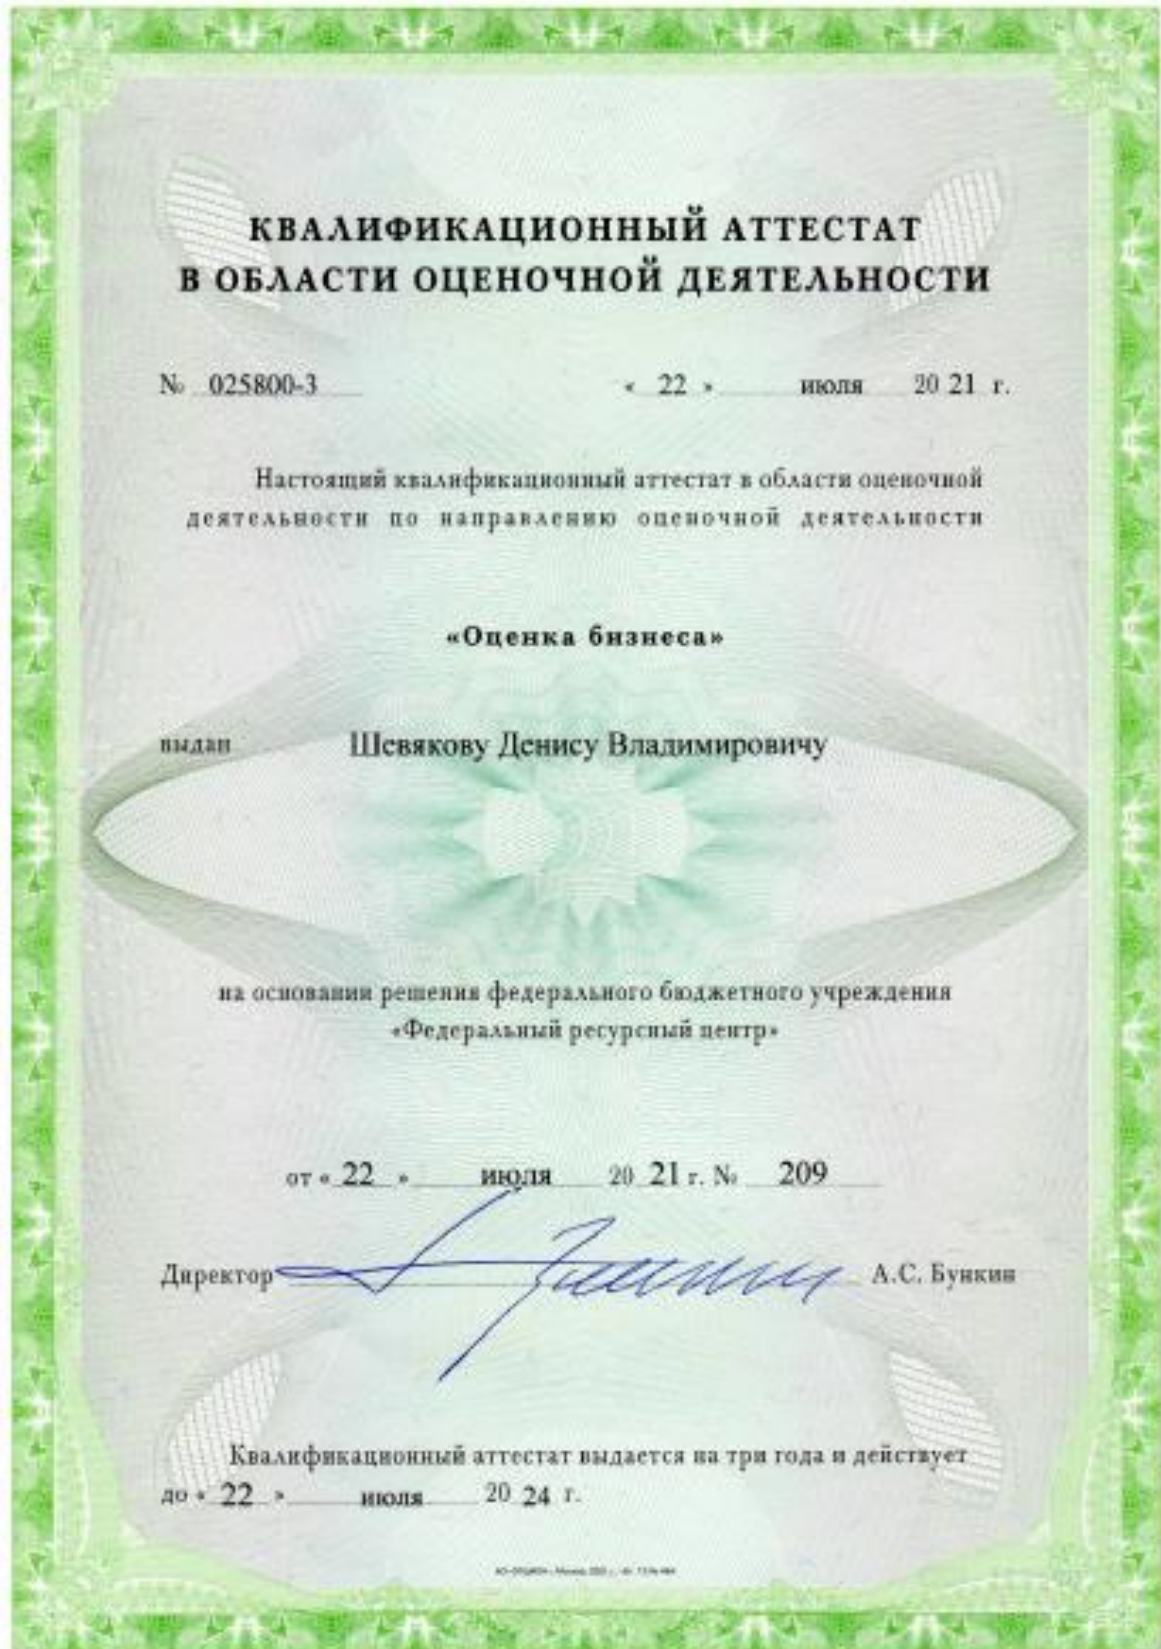 КВАЛИФИКАЦИОННЫЙ АТТЕСТАТ
В ОБЛАСТИ ОЦЕНОЧНОЙ ДЕЯТЕЛЬНОСТИ
№ 025800-3 « 22 » июля 20 21 г.
Настоящий квалификационный аттестат в области оценочной
деятельности по направлению оценочной деятельности
«Оценка бизнеса»
выдан Шевякову Денису Владимировичу
на основании решения федерального бюджетного учреждения
«Федеральный ресурсный центр»
от « 22 » июля 20 21 г. № 209
Директор А.С. Бункин
Квалификационный аттестат выдается на три года и действует
до « 22 » июля 20 24 г.